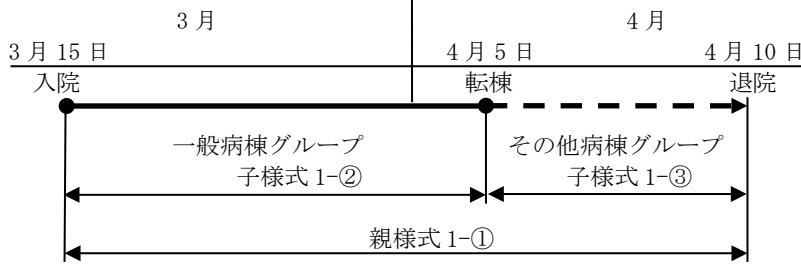 3 月 4 月
3 月 15 日 4 月 5 日 4 月 10 日
入院 転棟 退院
一般病棟グループ その他病棟グループ
子様式 1-② 子様式 1-③
親様式 1-①